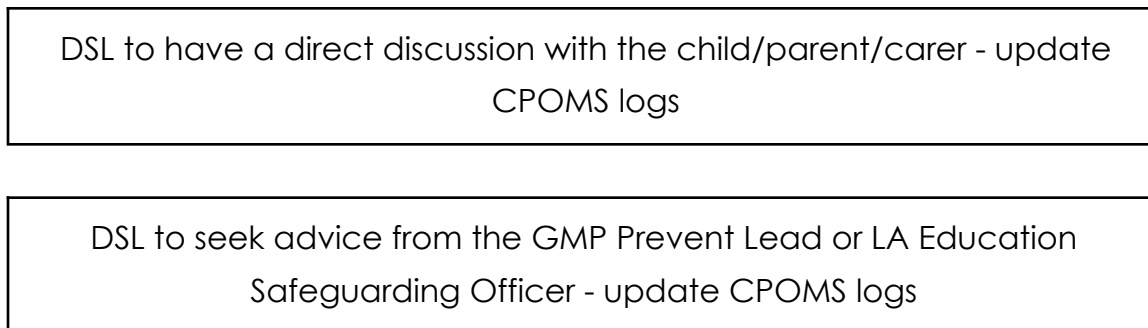 DSL to have a direct discussion with the child/parent/carer - update
CPOMS logs
DSL to seek advice from the GMP Prevent Lead or LA Education
Safeguarding Officer - update CPOMS logs